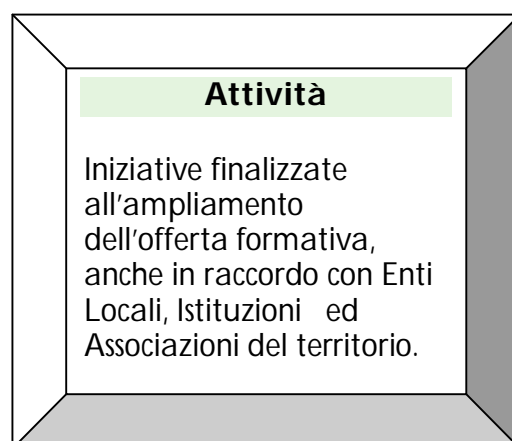 Attività
Iniziative finalizzate
all'ampliamento
dell'offerta formativa,
anche in raccordo con Enti
Locali, Istituzioni ed
Associazioni del territorio.